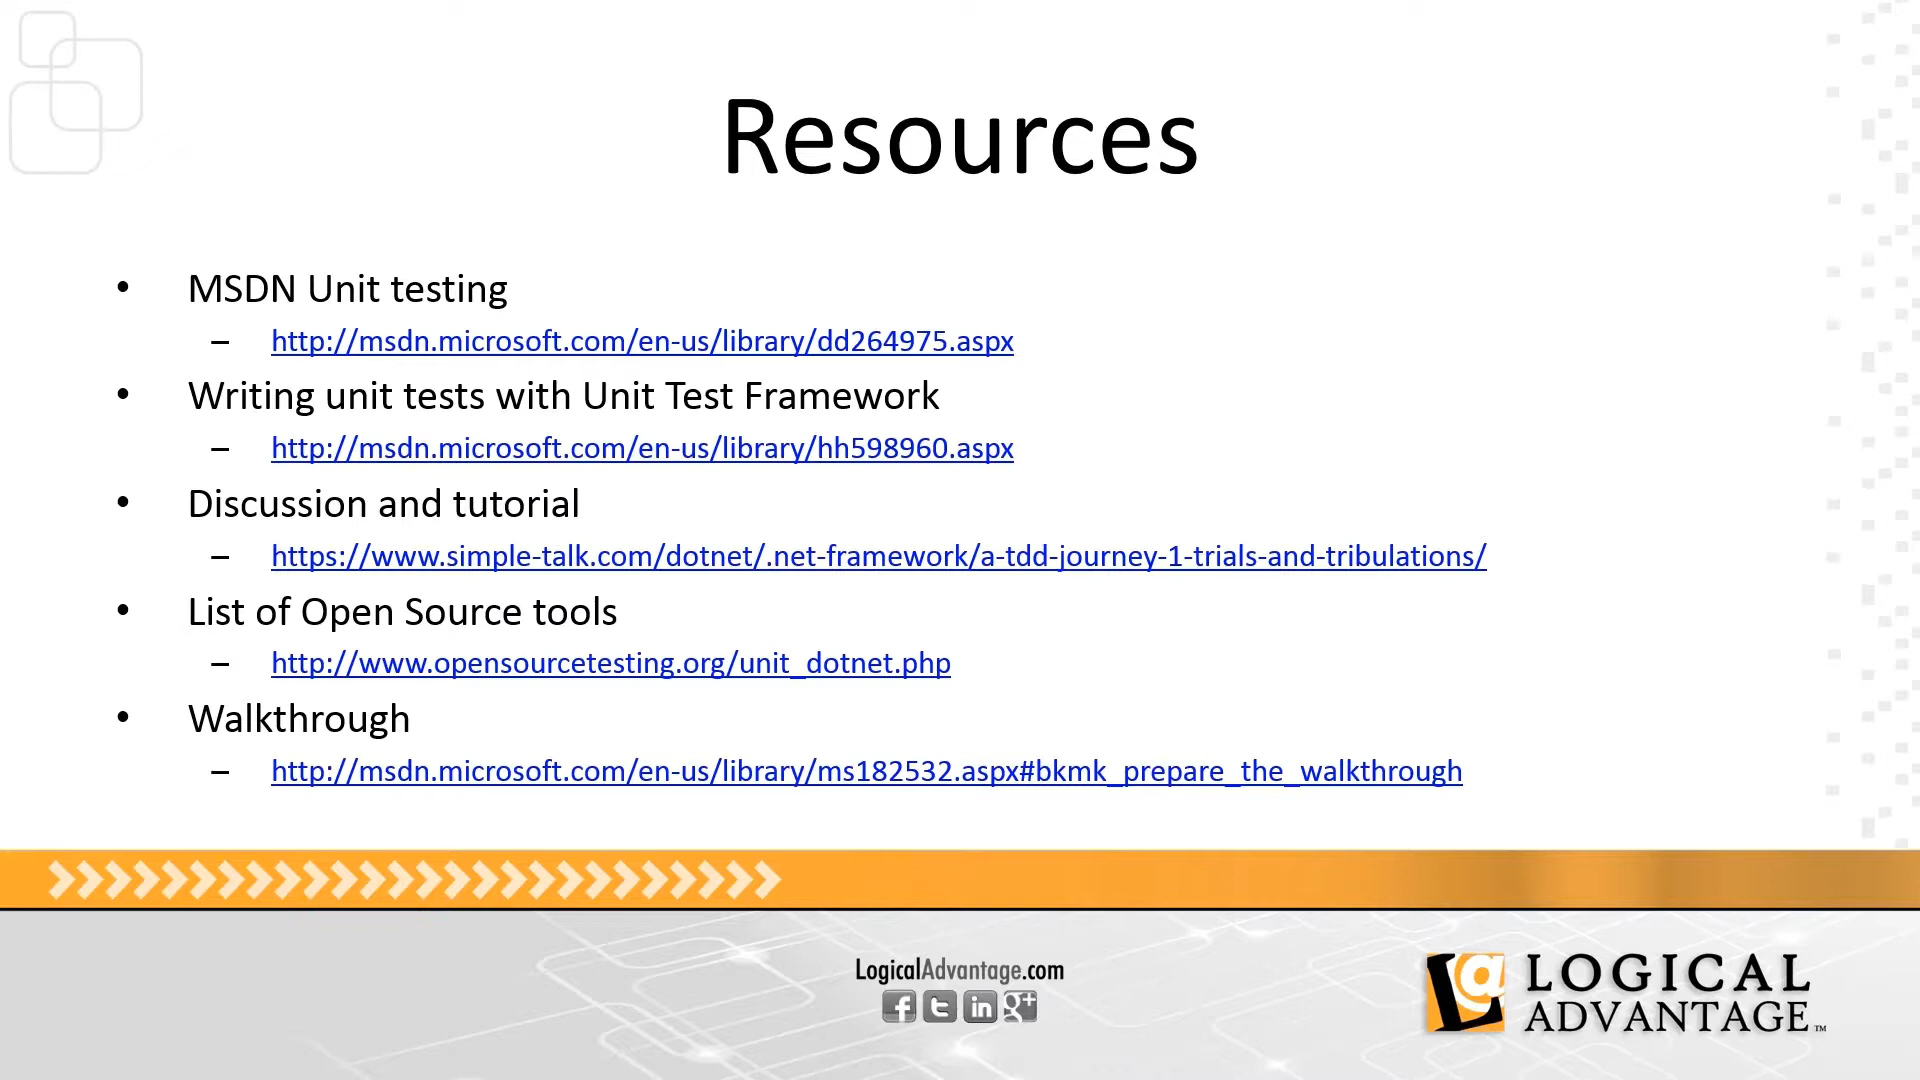 Resources
• MSDN Unit testing
– http://msdn.microsoft.com/en-us/library/dd264975.aspx
• Writing unit tests with Unit Test Framework
– http://msdn.microsoft.com/en-us/library/hh598960.aspx
• Discussion and tutorial
– https://www.simple-talk.com/dotnet/.net-framework/a-tdd-journey-1-trials-and-tribulations/
• List of Open Source tools
– http://www.opensourcetesting.org/unit_dotnet.php
• Walkthrough
– http://msdn.microsoft.com/en-us/library/ms182532.aspx#bkmk_prepare_the_walkthrough
LogicalAdvantage.com
LOGICAL
ADVANTAGE™